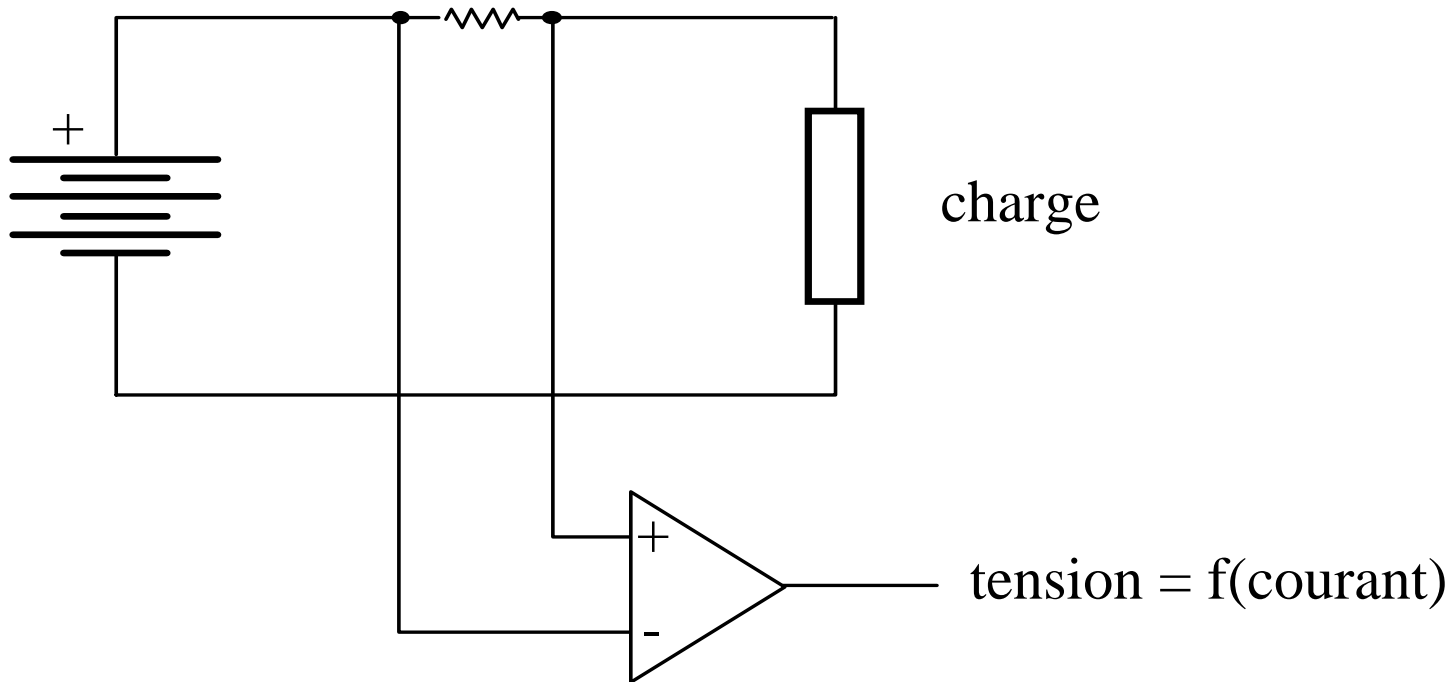 +
charge
+
tension = f(courant)
-